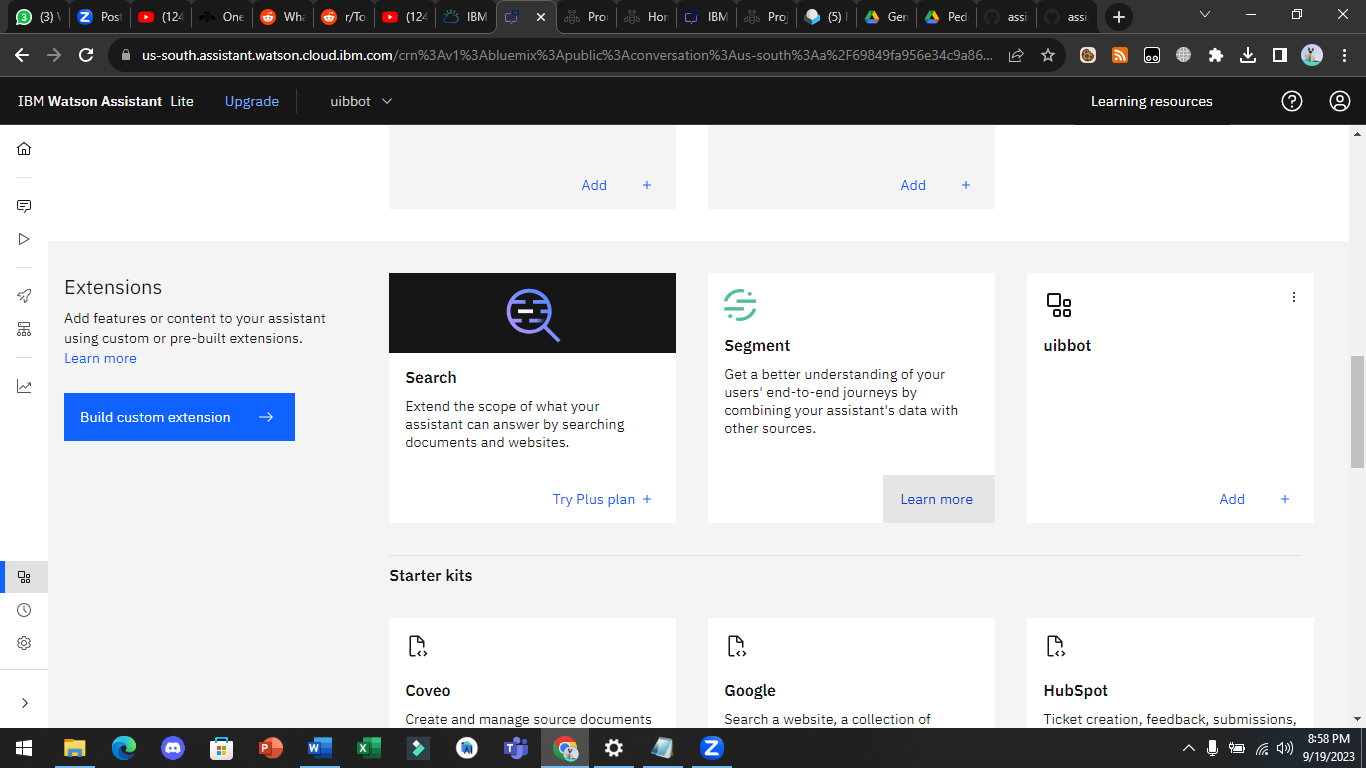 (3) \
Post
(124
One
Wha
r/To
(124
IBM
Pro
Hor
IBM
Proj
(5)
Gen
Ped
assi
assi
us-south.assistant.watson.cloud.ibm.com/crn%3Av1%3Abluemix%3Apublic%3Aconversation%3Aus-south%3Aa%2F69849fa956e34c9a86...
IBM Watson Assistant Lite
Upgrade
uibbot
Learning resources
Add +
Add +
Extensions
Add features or content to your assistant
using custom or pre-built extensions.
Learn more
Build custom extension
Search
Extend the scope of what your
assistant can answer by searching
documents and websites.
Try Plus plan +
Segment
Get a better understanding of your
users' end-to-end journeys by
combining your assistant's data with
other sources.
Learn more
uibbot
Add +
Starter kits
Coveo
Create and manage source documents
Google
Search a website, a collection of
HubSpot
Ticket creation, feedback, submissions,
8:58 PM
9/19/2023